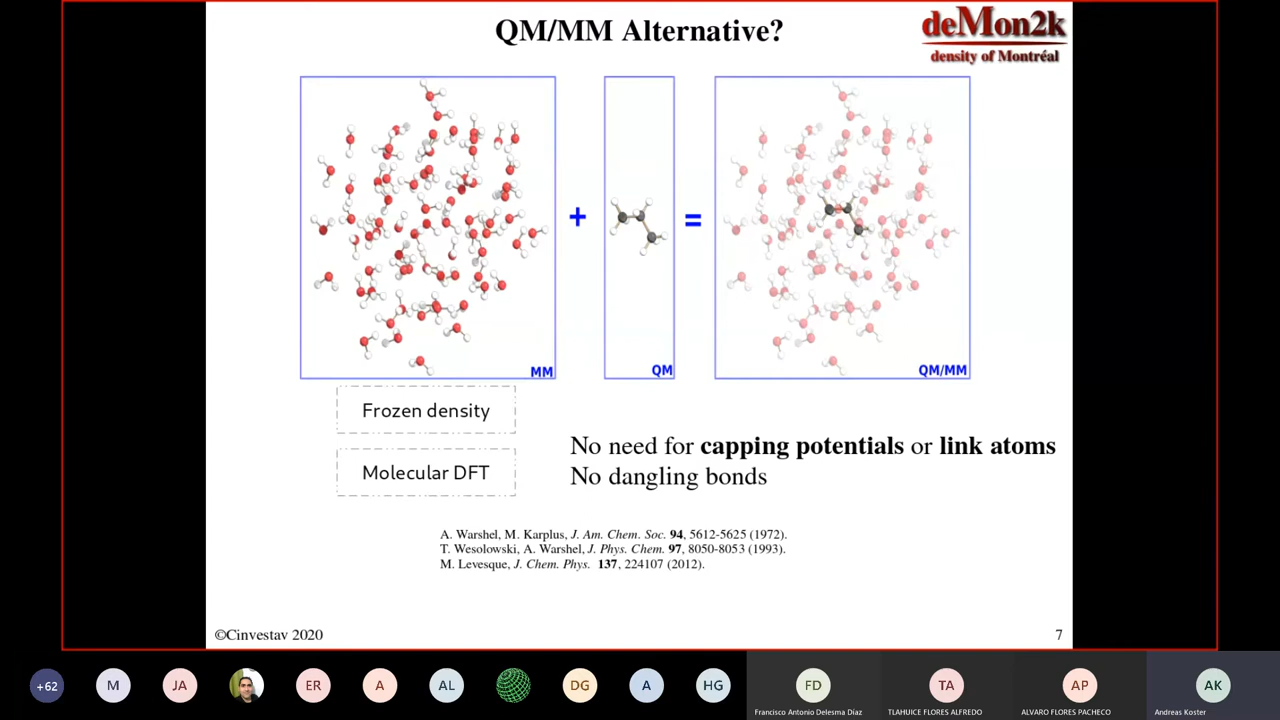 QM/MM Alternative?
deMon2k
density of Montréal
MM
+
QM
=
QM/MM
Frozen density
Molecular DFT
No need for capping potentials or link atoms
No dangling bonds
A. Warshel, M. Karplus, J. Am. Chem. Soc. 94, 5612-5625 (1972).
T. Wesolowski, A. Warshel, J. Phys. Chem. 97, 8050-8053 (1993).
M. Levesque, J. Chem. Phys. 137, 224107 (2012).
©Cinvestav 2020
7
+62
M
JA
ER
A
AL
DG
A
HG
FD
TA
AP
AK
Francisco Antonio Delesma Diaz
TLAHUICE FLORES ALFREDO
ALVARO FLORES PACHECO
Andreas Koster